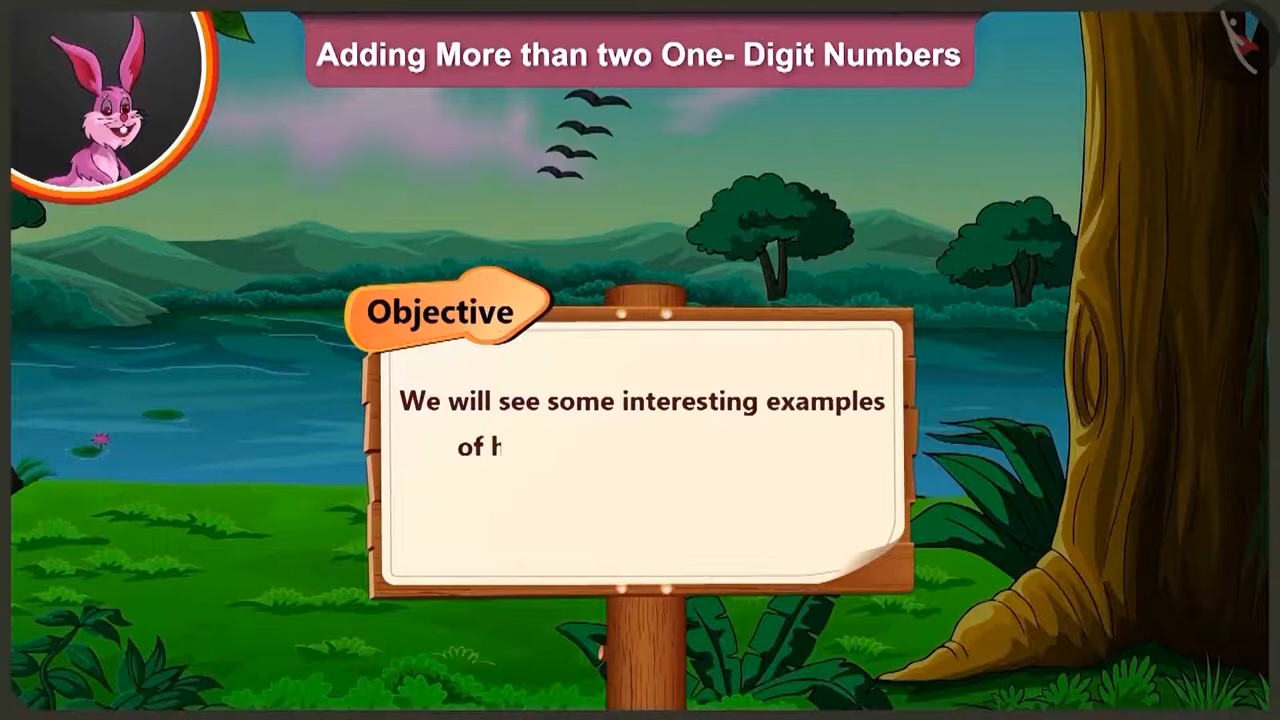 Adding More than two One- Digit Numbers
Objective
We will see some interesting examples
of h